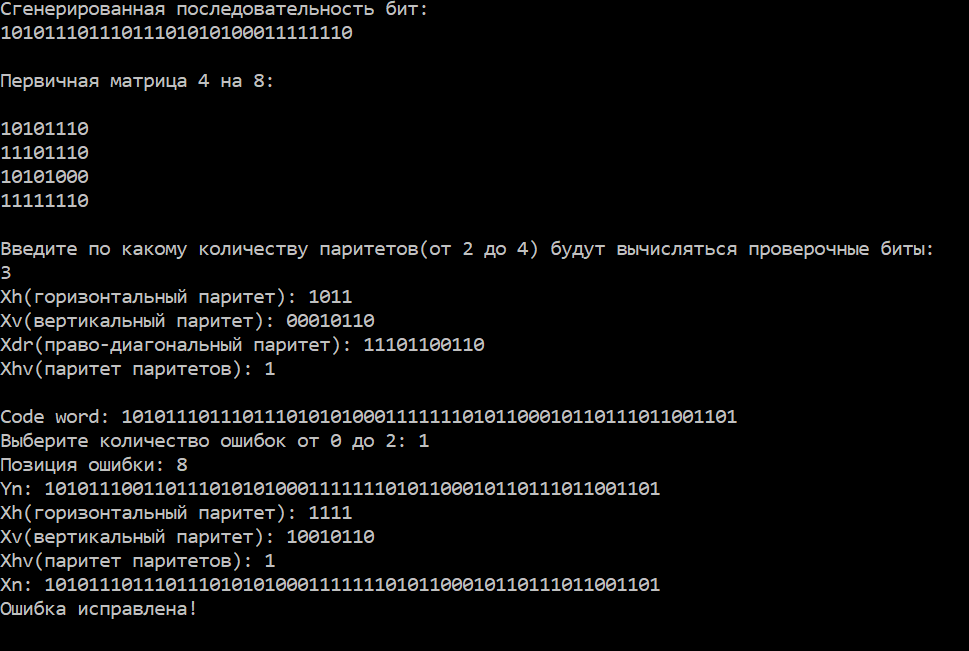 Сгенерированная последовательность бит:
10101110111011101010100011111110
Первичная матрица 4 на 8:
10101110
11101110
10101000
11111110
Введите по какому количеству паритетов(от 2 до 4) будут вычисляться проверочные биты:
3
Xh(горизонтальный паритет): 1011
Xv(вертикальный паритет): 00010110
Xdr(право-диагональный паритет): 11101100110
Xhv(паритет паритетов): 1
Code word: 10101110111011101010100011111110101100010110111011001101
Выберите количество ошибок от 0 до 2: 1
Позиция ошибки: 8
Yn: 10101110011011101010100011111110101100010110111011001101
Xh(горизонтальный паритет): 1111
Xv(вертикальный паритет): 10010110
Xhv(паритет паритетов): 1
Xn: 10101110111011101010100011111110101100010110111011001101
Ошибка исправлена!